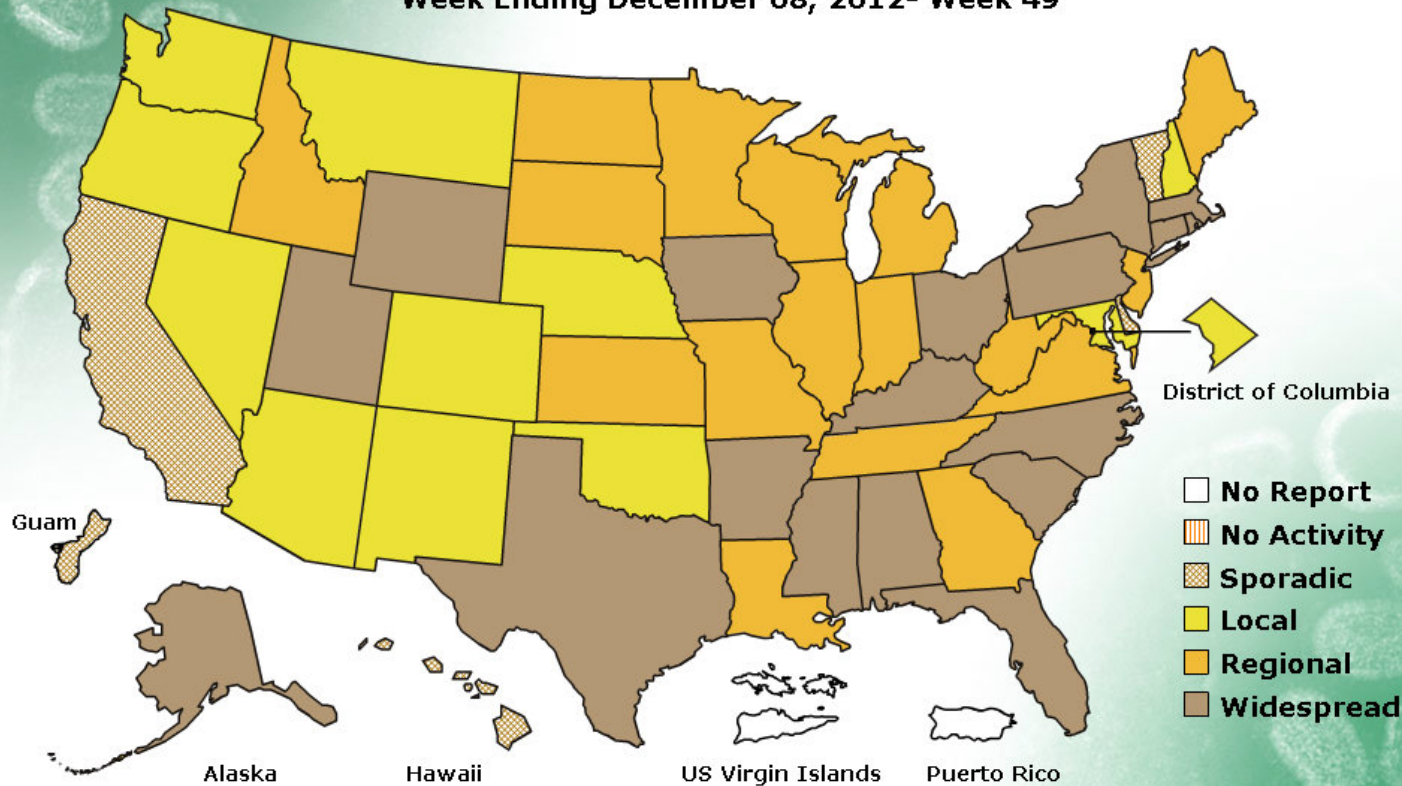 Week Ending December 08, 2012- Week 49
District of Columbia
No Report
No Activity
Sporadic
Local
Regional
Widespread
Guam
Alaska
Hawaii
US Virgin Islands
Puerto Rico